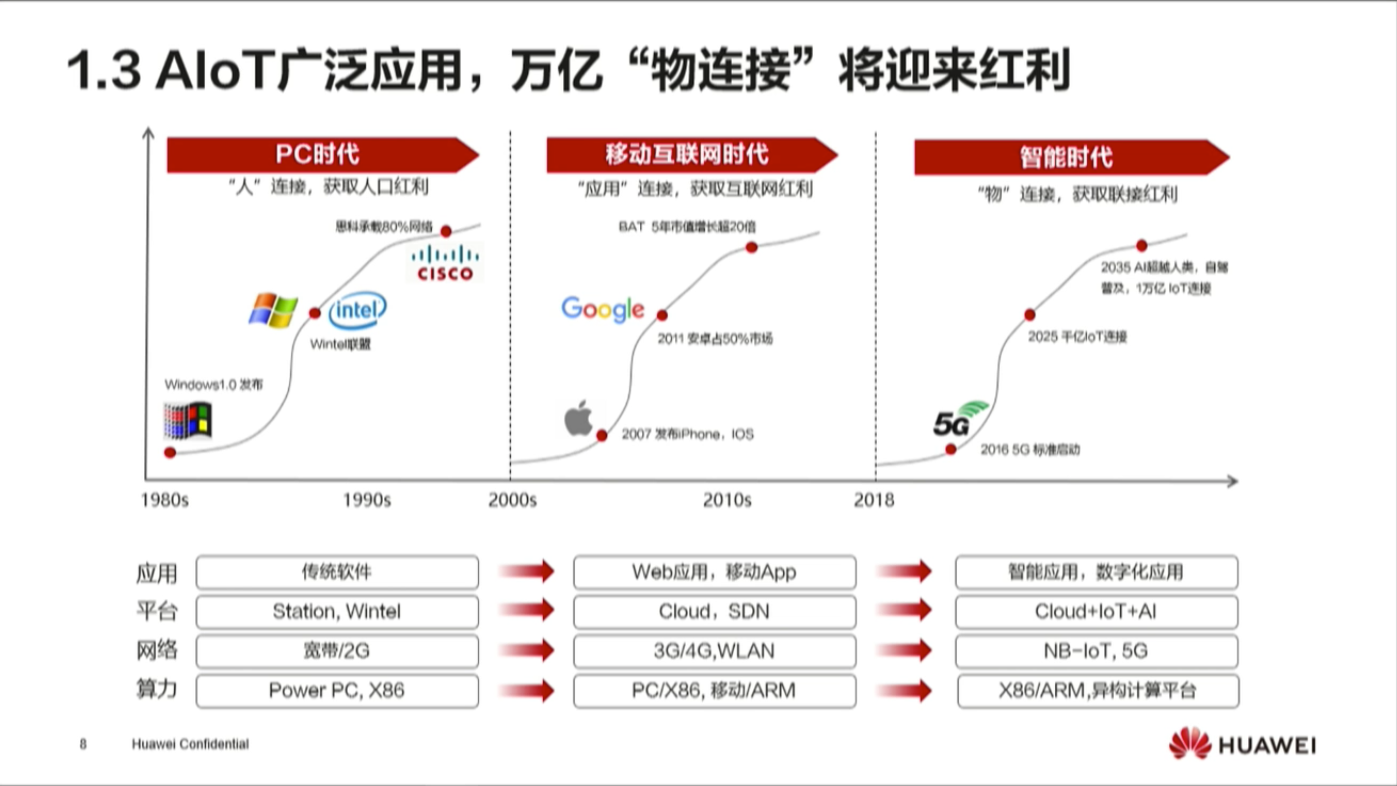 1.3 AIoT广泛应用，万亿“物连接”将迎来红利
PC时代
“人”连接，获取人口红利
思科承载80%网络
CISCO
intel
Wintel联盟
Windows1.0 发布
移动互联网时代
“应用”连接，获取互联网红利
BAT 5年市值增长超20倍
Google
2011 安卓占50%市场
2007 发布iPhone，IOS
智能时代
“物”连接，获取联接红利
2035 AI超越人类，自驾
普及，1万亿 IoT连接
2025 千亿IoT连接
5G
2016 5G 标准启动
1980s 1990s 2000s 2010s 2018
应用 传统软件 Web应用，移动App 智能应用，数字化应用
平台 Station, Wintel Cloud，SDN Cloud+IoT+AI
网络 宽带/2G 3G/4G,WLAN NB-IoT, 5G
算力 Power PC, X86 PC/X86, 移动/ARM X86/ARM,异构计算平台
8 Huawei Confidential
HUAWEI